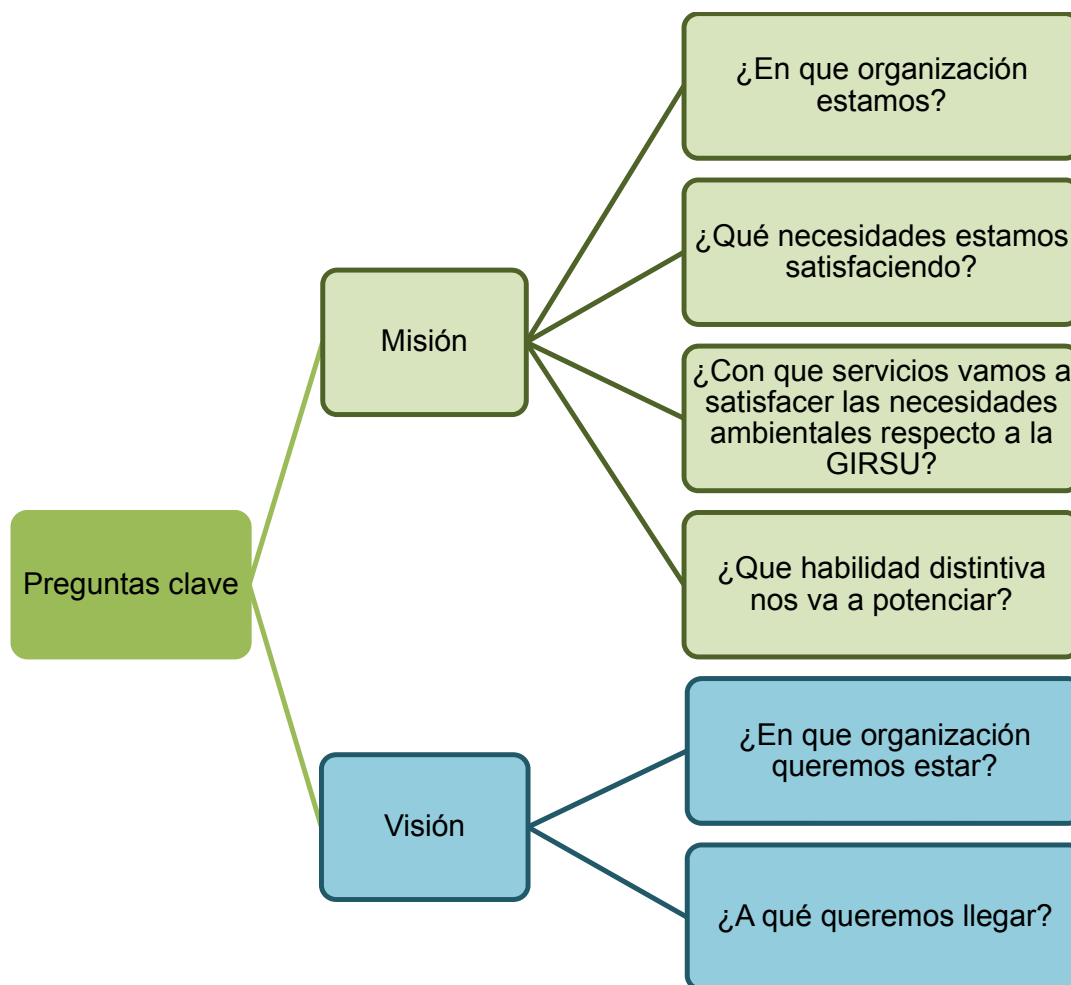 Preguntas clave
Misión
¿En que organización
estamos?
¿Qué necesidades estamos
satisfaciendo?
¿Con que servicios vamos a
satisfacer las necesidades
ambientales respecto a la
GIRSU?
¿Que habilidad distintiva
nos va a potenciar?
Visión
¿En que organización
queremos estar?
¿A qué queremos llegar?